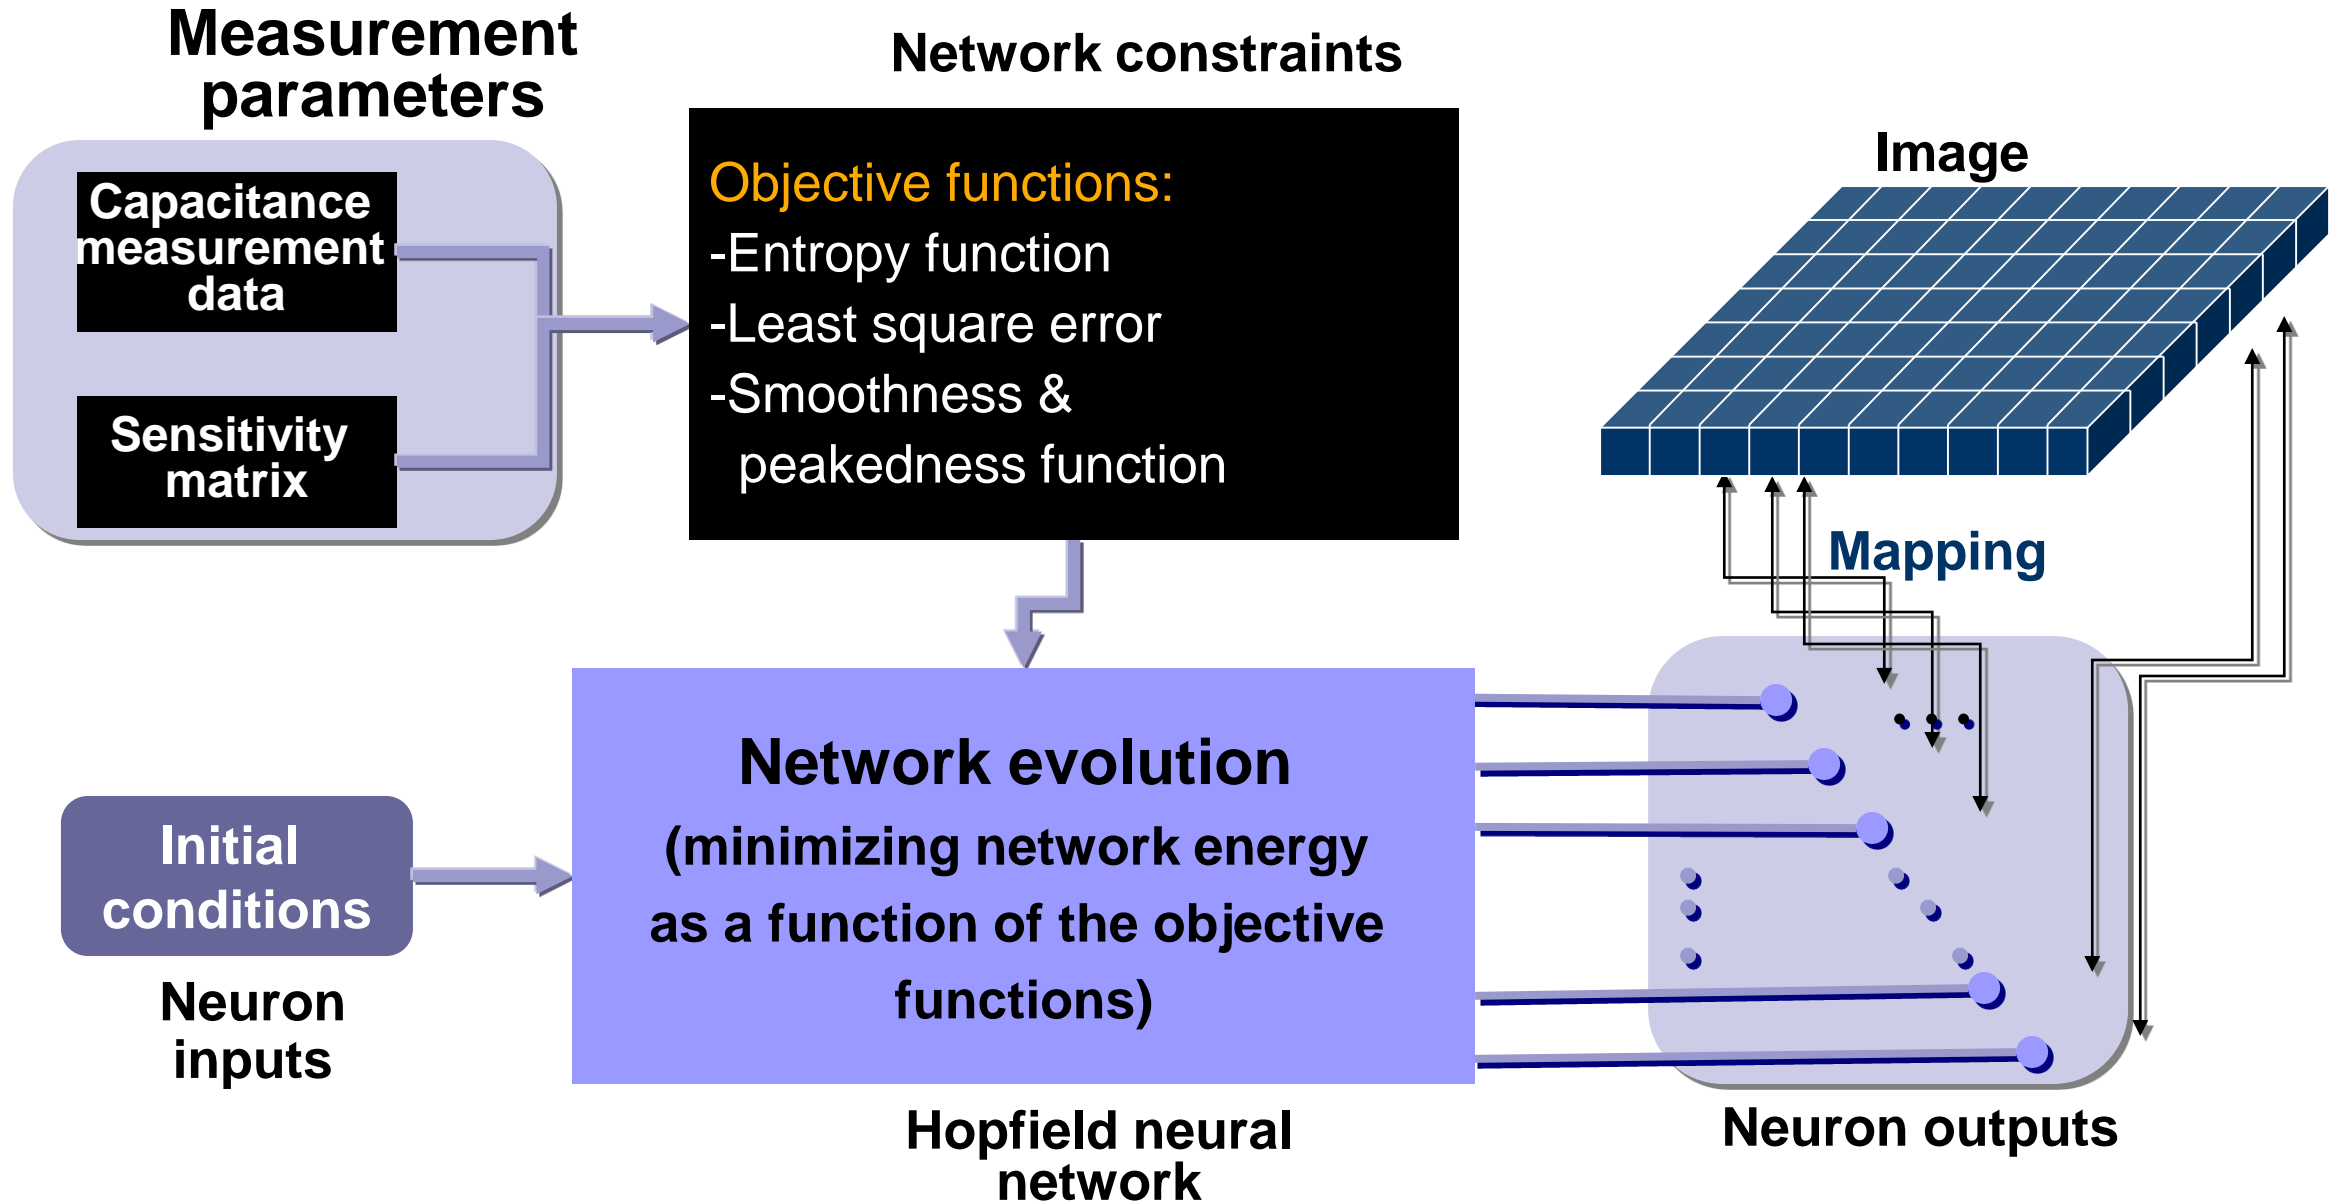 Measurement
parameters
Capacitance
measurement
data
Sensitivity
matrix
Network constraints
Objective functions:
-Entropy function
-Least square error
-Smoothness &
peakedness function
Image
Mapping
Initial
conditions
Neuron
inputs
Network evolution
(minimizing network energy
as a function of the objective
functions)
Hopfield neural
network
Neuron outputs